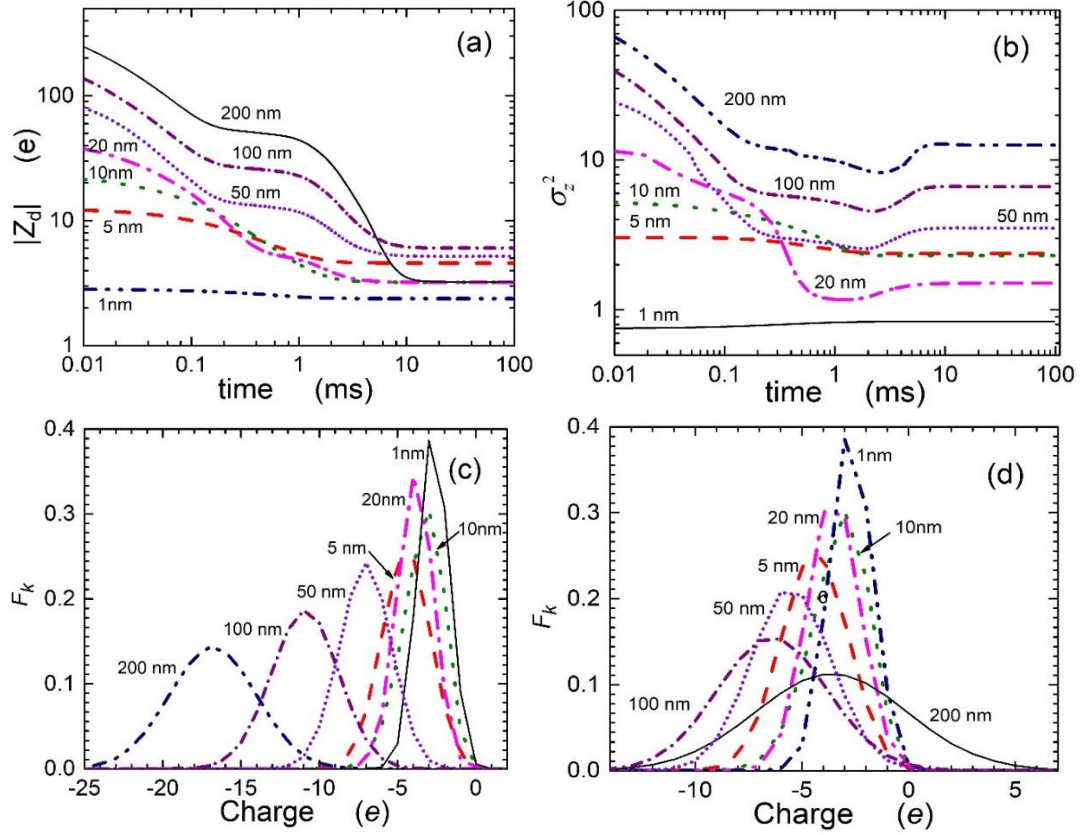 (a)
100
10
1
|Z_d| (e)
200 nm
100 nm
50 nm
20 nm
10nm
5 nm
1nm
0.01 0.1 1 10 100
time (ms)
(b)
100
10
1
σ_z^2
200 nm
100 nm
10 nm
5 nm
50 nm
20 nm
1 nm
0.01 0.1 1 10 100
time (ms)
(c)
0.4
0.3
0.2
0.1
0.0
F_k
1nm
20nm
10nm
5 nm
50 nm
100 nm
200 nm
-25 -20 -15 -10 -5 0
Charge (e)
(d)
0.4
0.3
0.2
0.1
0.0
F_k
1nm
20 nm
10nm
5 nm
50 nm
100 nm
200 nm
-10 -5 0 5
Charge (e)